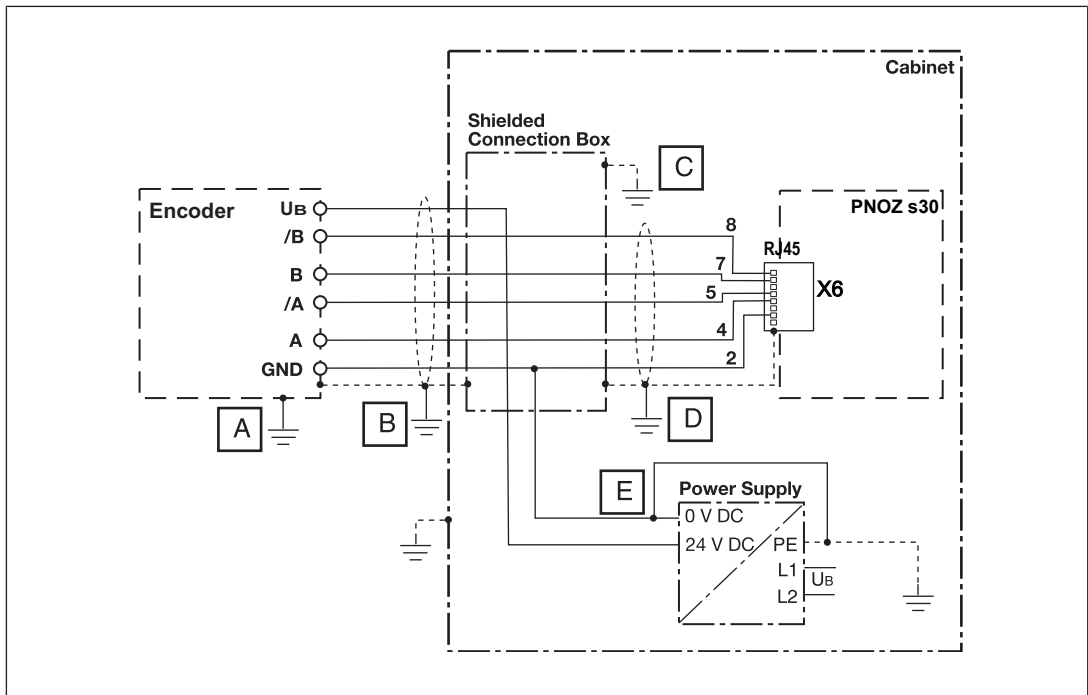 Cabinet
Shielded
Connection Box
C
Encoder
UB
/B
B
/A
A
GND
8
7
5
4
2
RJ45
PNOZ s30
X6
A
B
D
E
Power Supply
0 V DC
24 V DC
PE
L1
L2
UB